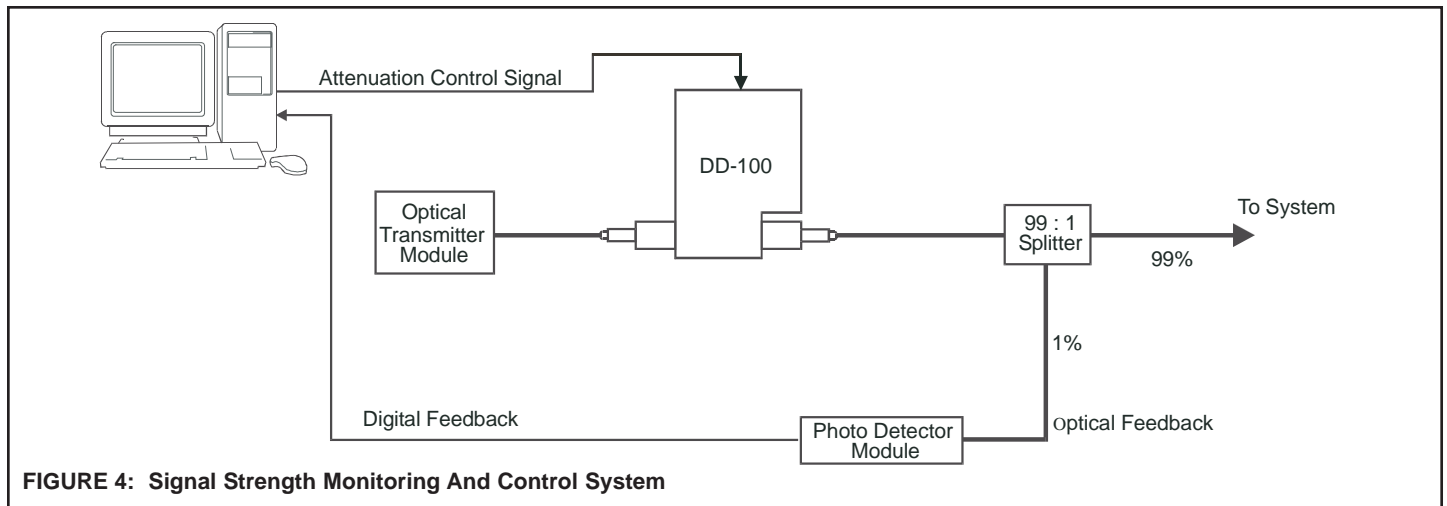 Attenuation Control Signal
DD-100
Optical
Transmitter
Module
99 : 1
Splitter
To System
99%
1%
Digital Feedback
Photo Detector
Module
Optical Feedback
FIGURE 4: Signal Strength Monitoring And Control System